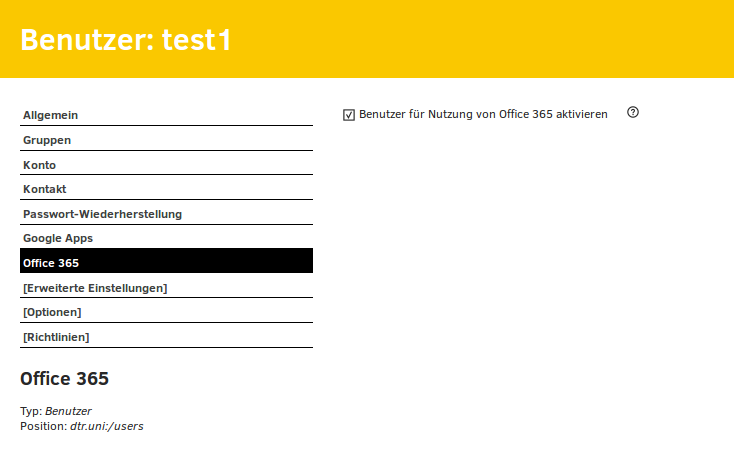 Benutzer: test1
Allgemein
Gruppen
Konto
Kontakt
Passwort-Wiederherstellung
Google Apps
Office 365
[Erweiterte Einstellungen]
[Optionen]
[Richtlinien]
Office 365
Typ: Benutzer
Position: dtr.uni:/users
Benutzer für Nutzung von Office 365 aktivieren ?